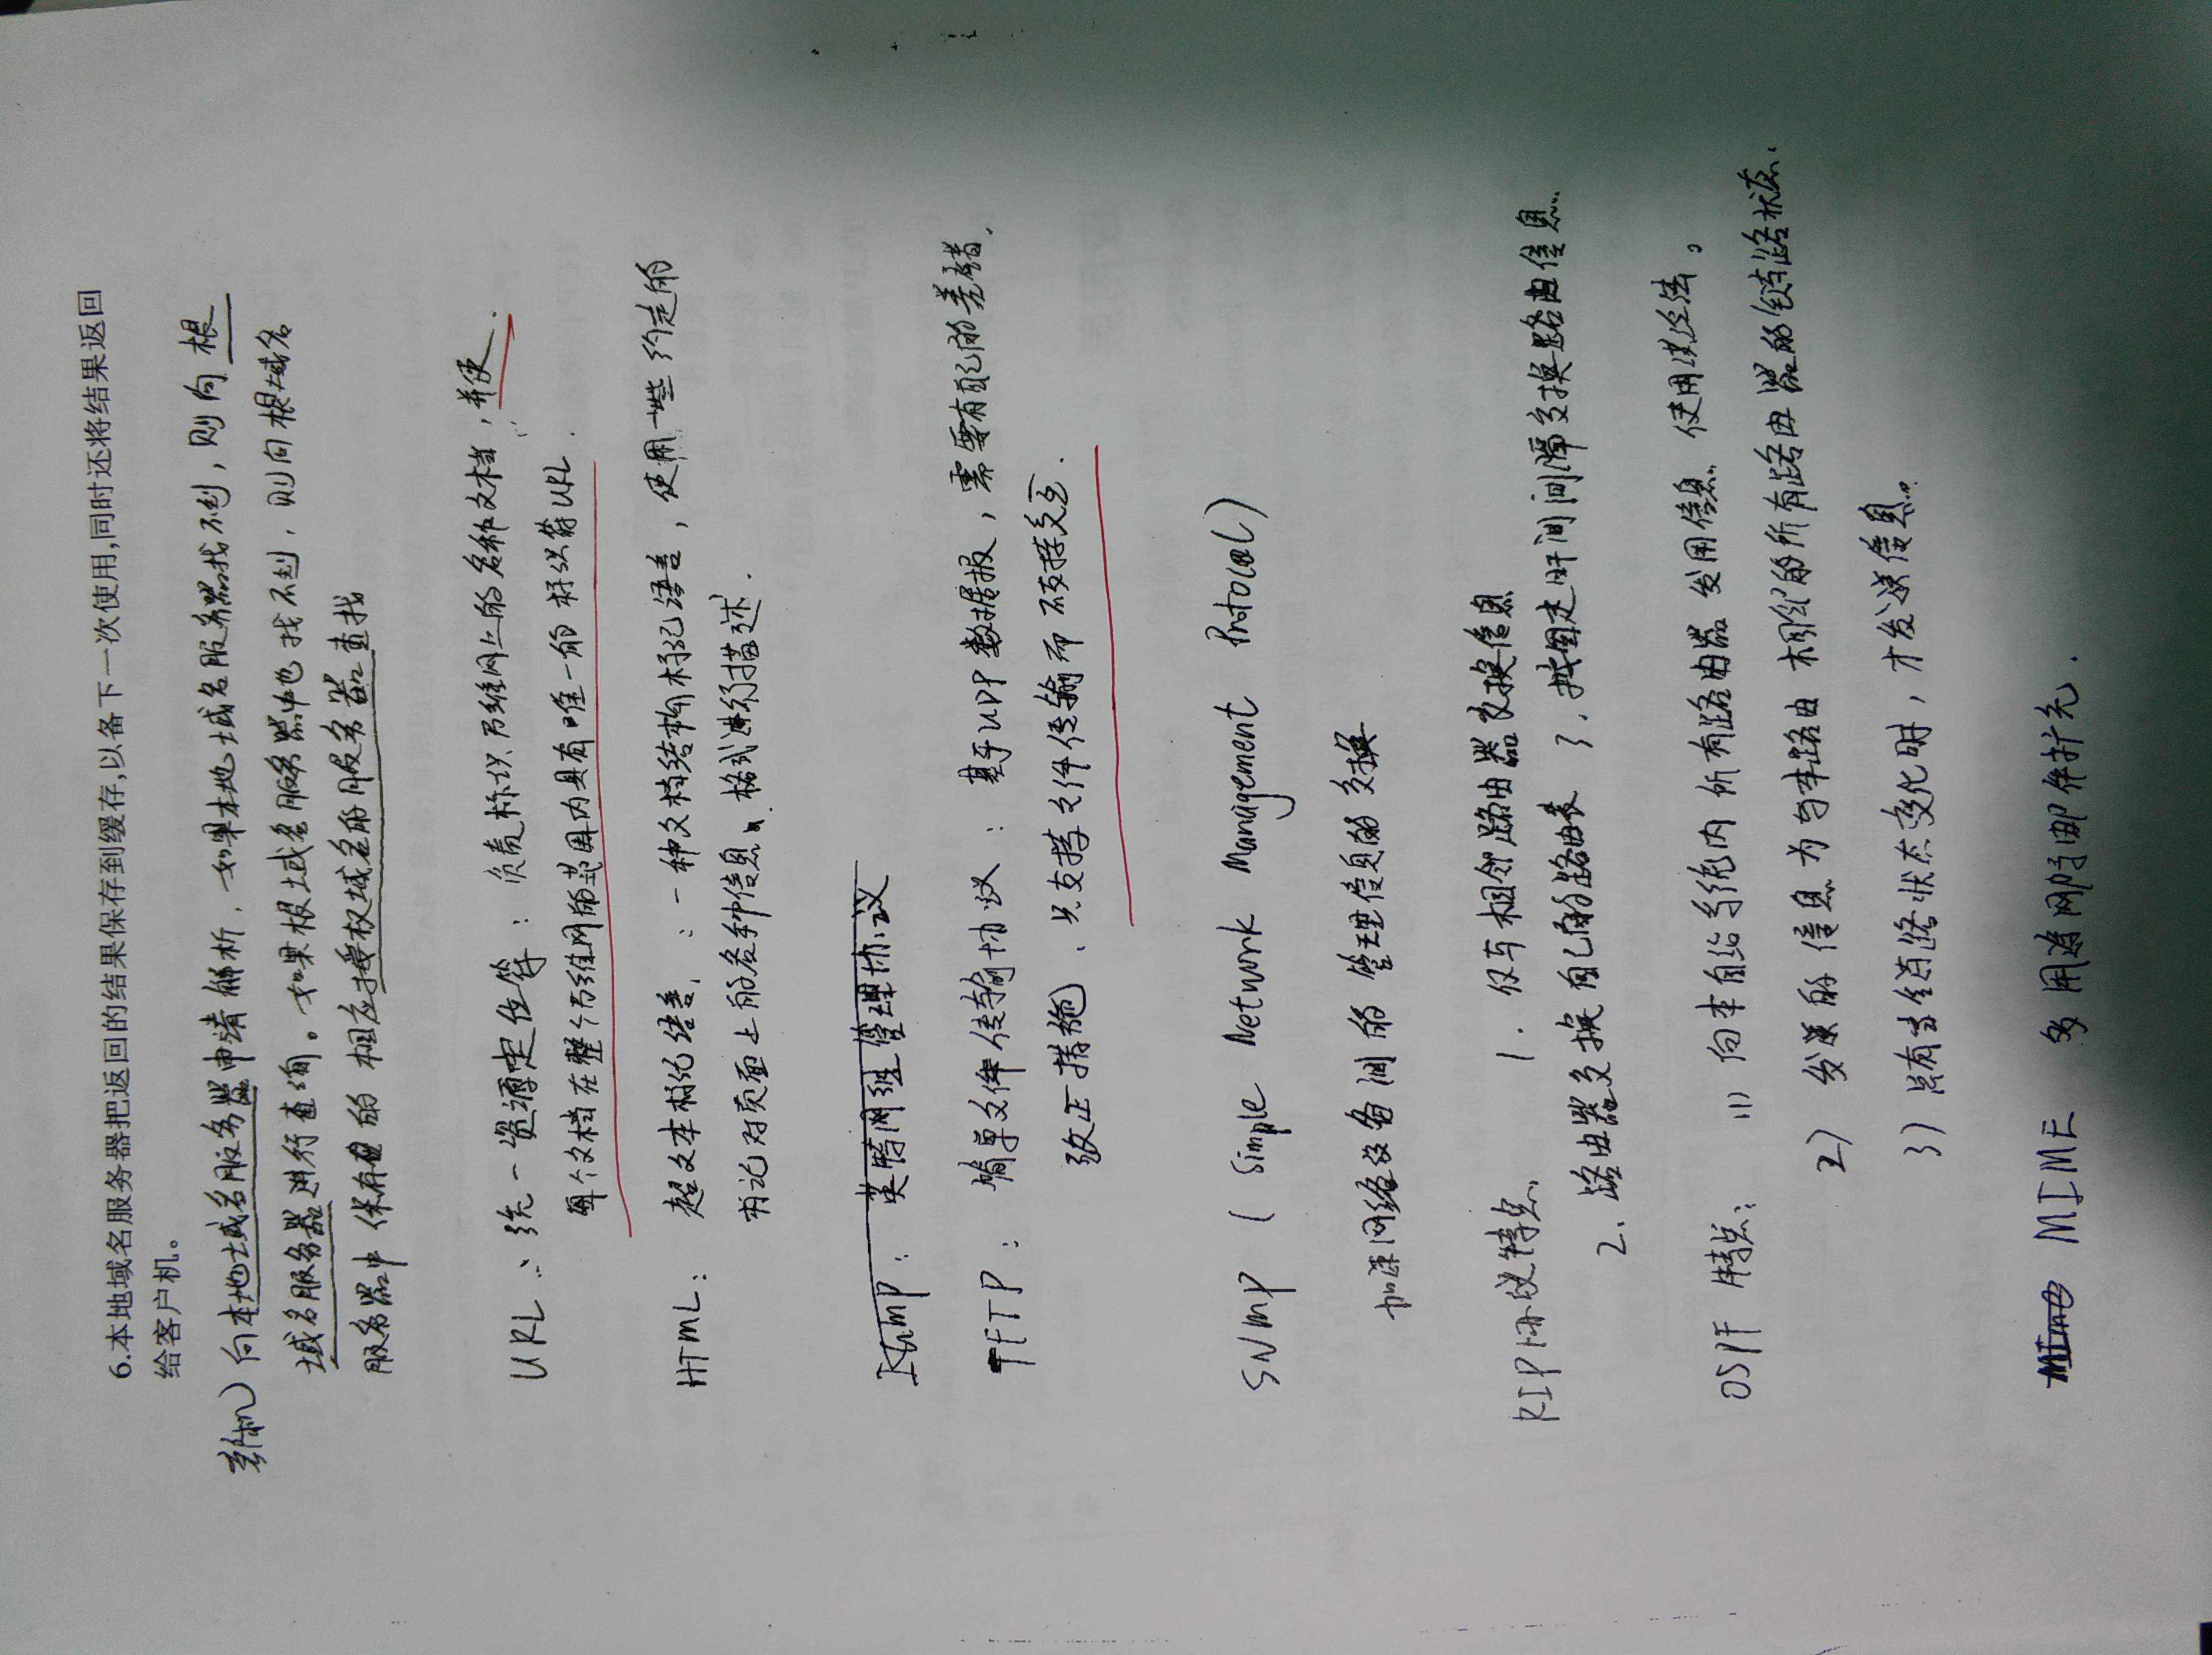 6.本地域名服务器把返回的结果保存到缓存,以备下一次使用,同时还将结果返回
给客户机。
向本地域名服务器申请解析，如果本地域名服务器找不到，则向根
域名服务器进行查询。如果根域名服务器中也找不到，则向根域名
服务器中保存的相应授权域名的服务器查找
URL：统一资源定位符：负责标识万维网上的各种文档，并使
每个文档在整个万维网的范围内具有唯一的标识符URL.
HTML：超文本标记语言，：一种文档结构标记语言，使用一些约定的
书记对页面上的各种信息、格式进行描述.
IGMP：英特网组管理协议
TFTP：简单文件传输协议：基于UDP数据报，需要有自己的差错
改正措施，只支持文件传输而不支持交互.
SNMP (Simple Network Management Protocol)
加速网络设备间的管理信息的交换
RIP协议特点，1. 仅与相邻路由器交换信息
2、路由器交换自己的路由表 3、按固定时间间隔交换路由信息
OSPF 特点：(1) 向本自治系统内所有路由器发用信息，使用洪泛法。
2) 发送的信息为与本路由相邻的所有路由器的链路状态.
3) 只有当链路状态变化时，才发送信息。
MIME MIME 多用途网际邮件扩充.